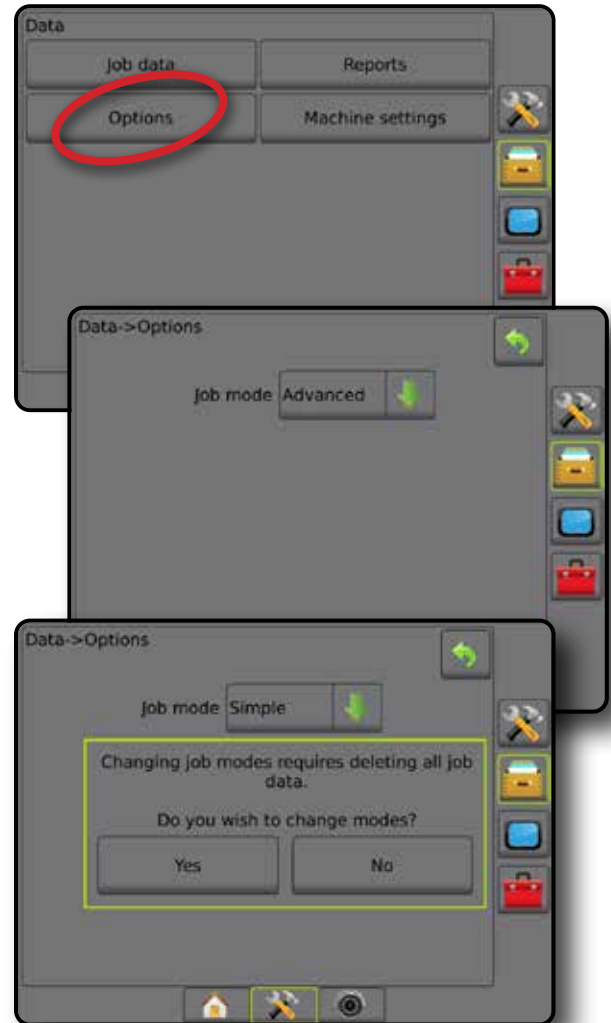 Data
Job data Reports
Options Machine settings
Data->Options
Job mode Advanced
Data->Options
Job mode Simple
Changing job modes requires deleting all job
data.
Do you wish to change modes?
Yes No